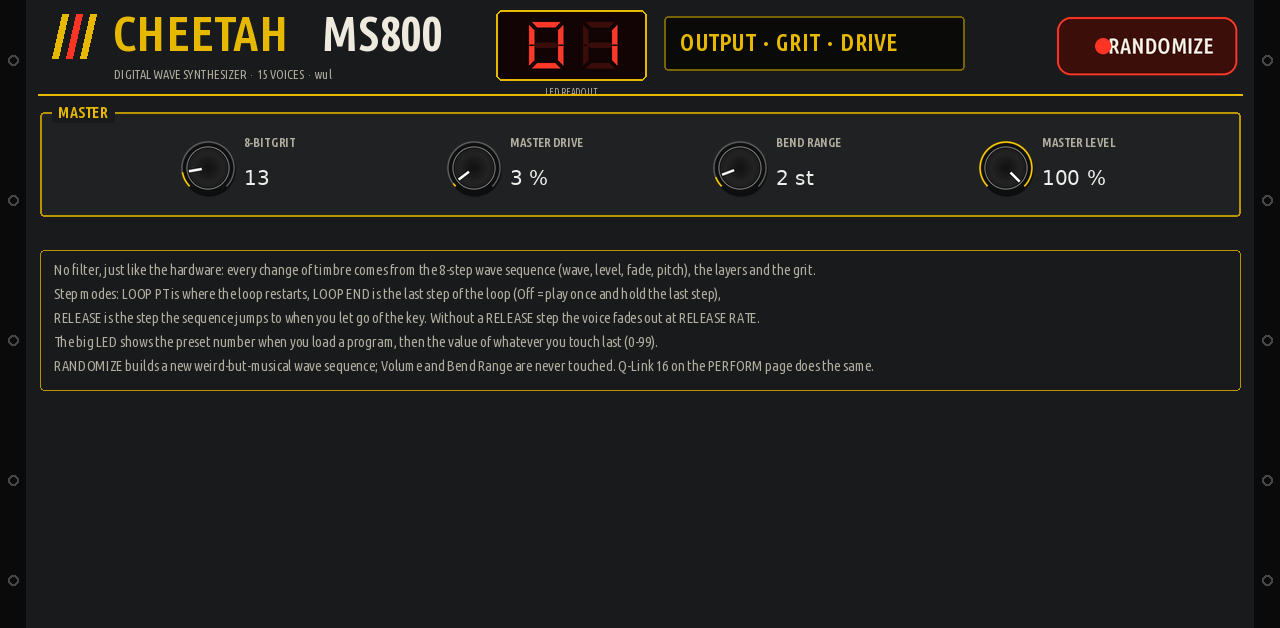 CHEETAH MS800
DIGITAL WAVE SYNTHESIZER · 15 VOICES · wul
01
LED READOUT
OUTPUT · GRIT · DRIVE
RANDOMIZE
MASTER
8-BIT GRIT
13
MASTER DRIVE
3 %
BEND RANGE
2 st
MASTER LEVEL
100 %
No filter, just like the hardware: every change of timbre comes from the 8-step wave sequence (wave, level, fade, pitch), the layers and the grit.
Step modes: LOOP PT is where the loop restarts, LOOP END is the last step of the loop (Off = play once and hold the last step),
RELEASE is the step the sequence jumps to when you let go of the key. Without a RELEASE step the voice fades out at RELEASE RATE.
The big LED shows the preset number when you load a program, then the value of whatever you touch last (0-99).
RANDOMIZE builds a new weird-but-musical wave sequence; Volume and Bend Range are never touched. Q-Link 16 on the PERFORM page does the same.